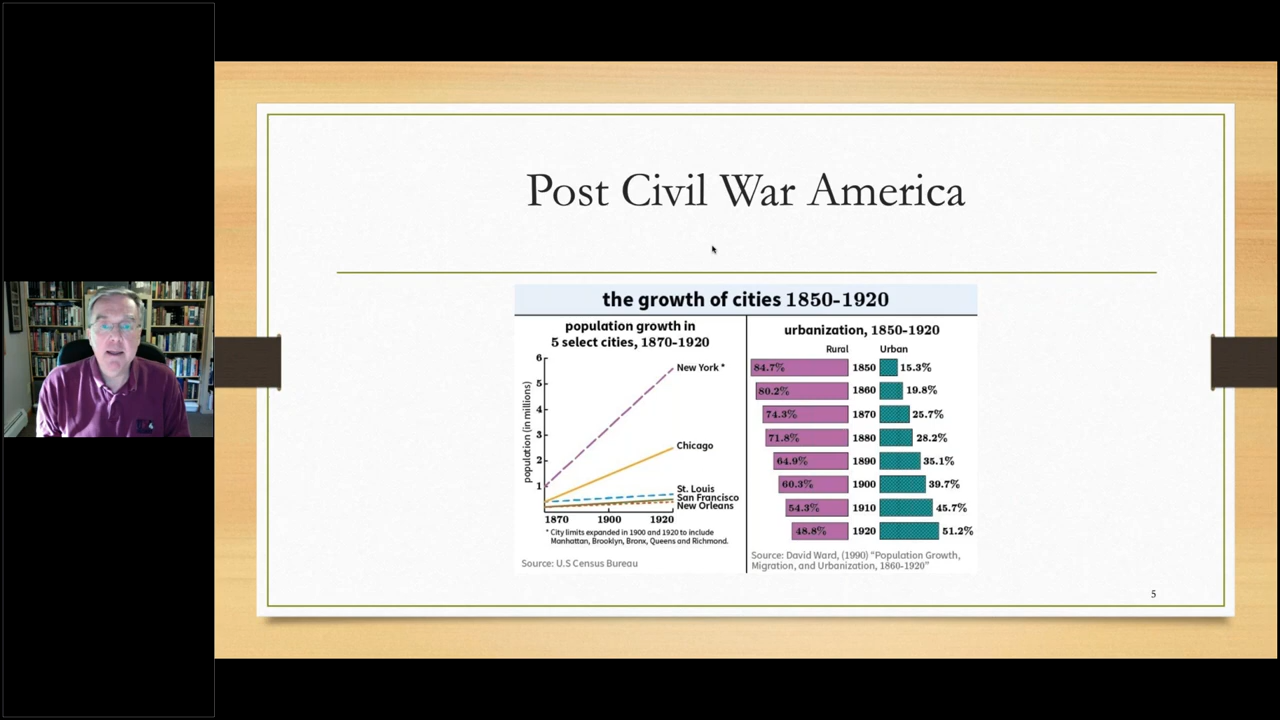 Post Civil War America
the growth of cities 1850-1920
population growth in
5 select cities, 1870-1920
population (in millions)
6
5
4
3
2
1
New York *
Chicago
St. Louis
San Francisco
New Orleans
1870
1900
1920
* City limits expanded in 1900 and 1920 to include
Manhattan, Brooklyn, Bronx, Queens and Richmond.
Source: U.S Census Bureau
urbanization, 1850-1920
Rural Urban
84.7% 1850 15.3%
80.2% 1860 19.8%
74.3% 1870 25.7%
71.8% 1880 28.2%
64.9% 1890 35.1%
60.3% 1900 39.7%
54.3% 1910 45.7%
48.8% 1920 51.2%
Source: David Ward, (1990) "Population Growth,
Migration, and Urbanization, 1860-1920"
5